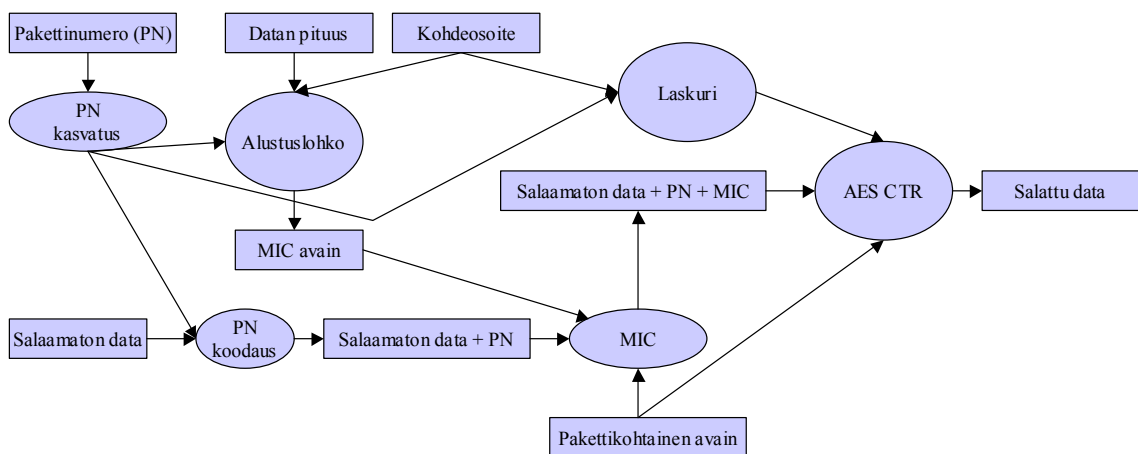 Pakettinumero (PN)
Datan pituus
Kohdeosoite
PN
kasvatus
Alustuslohko
Laskuri
Salaamaton data + PN + MIC
AES CTR
Salattu data
MIC avain
Salaamaton data
PN
koodaus
Salaamaton data + PN
MIC
Pakettikohtainen avain